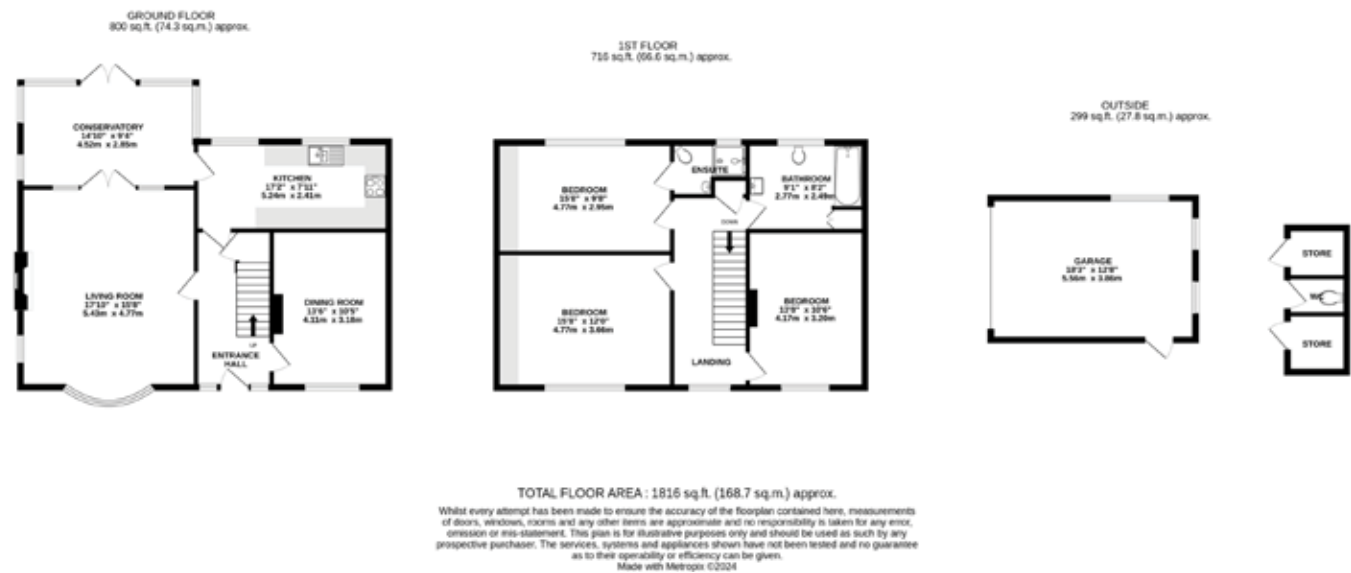 GROUND FLOOR
800 sq.ft. (74.3 sq.m.) approx.
CONSERVATORY
14'10" x 9'4"
4.52m x 2.85m
KITCHEN
17'2" x 7'11"
5.24m x 2.41m
LIVING ROOM
17'10" x 15'8"
5.43m x 4.77m
DINING ROOM
13'6" x 10'5"
4.11m x 3.18m
UP
ENTRANCE
HALL
1ST FLOOR
716 sq.ft. (66.6 sq.m.) approx.
BEDROOM
15'8" x 9'8"
4.77m x 2.95m
ENSUITE
BATHROOM
9'1" x 8'2"
2.77m x 2.49m
DOWN
BEDROOM
15'8" x 12'0"
4.77m x 3.66m
BEDROOM
13'8" x 10'6"
4.17m x 3.20m
LANDING
OUTSIDE
299 sq.ft. (27.8 sq.m.) approx.
GARAGE
18'3" x 12'8"
5.56m x 3.86m
STORE
WC
STORE
TOTAL FLOOR AREA : 1816 sq.ft. (168.7 sq.m.) approx.
Whilst every attempt has been made to ensure the accuracy of the floorplan contained here, measurements
of doors, windows, rooms and any other items are approximate and no responsibility is taken for any error,
omission or mis-statement. This plan is for illustrative purposes only and should be used as such by any
prospective purchaser. The services, systems and appliances shown have not been tested and no guarantee
as to their operability or efficiency can be given.
Made with Metropix ©2024